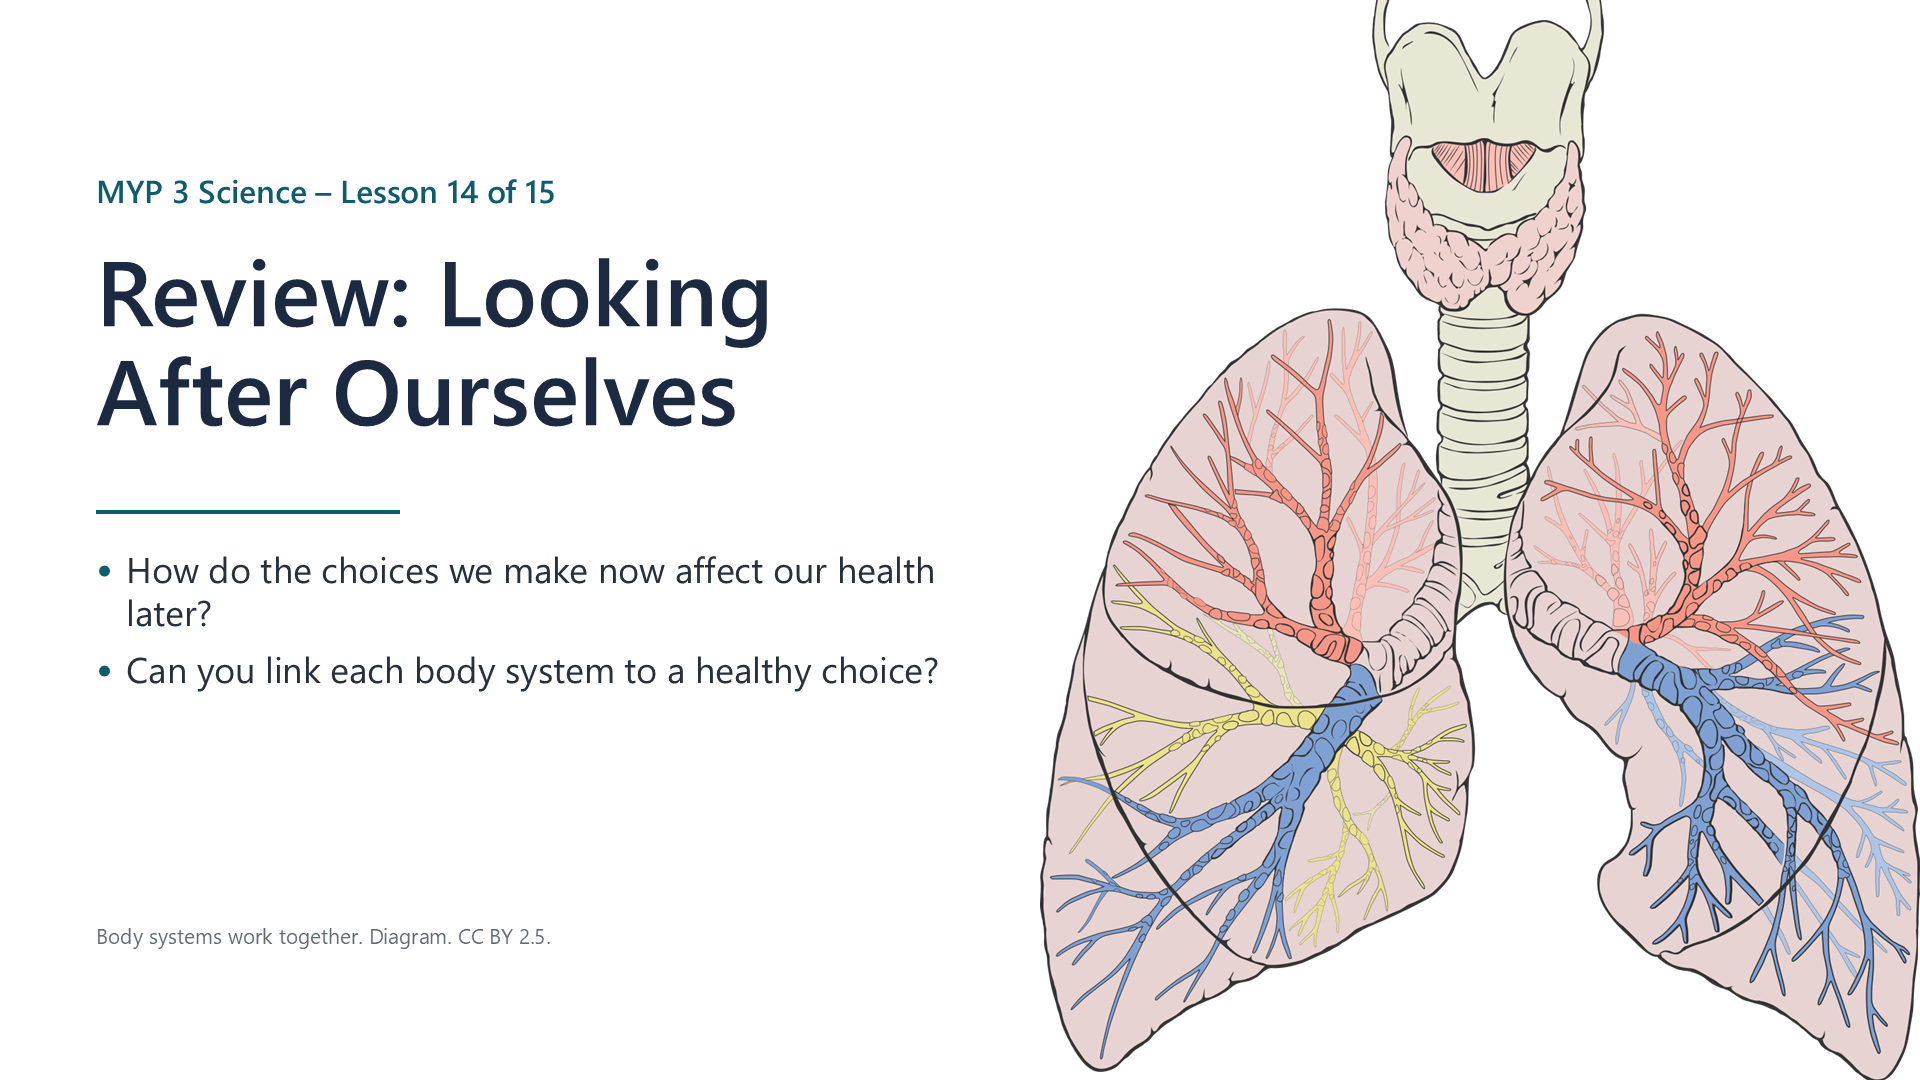 MYP 3 Science – Lesson 14 of 15
Review: Looking
After Ourselves
• How do the choices we make now affect our health
later?
• Can you link each body system to a healthy choice?
Body systems work together. Diagram. CC BY 2.5.